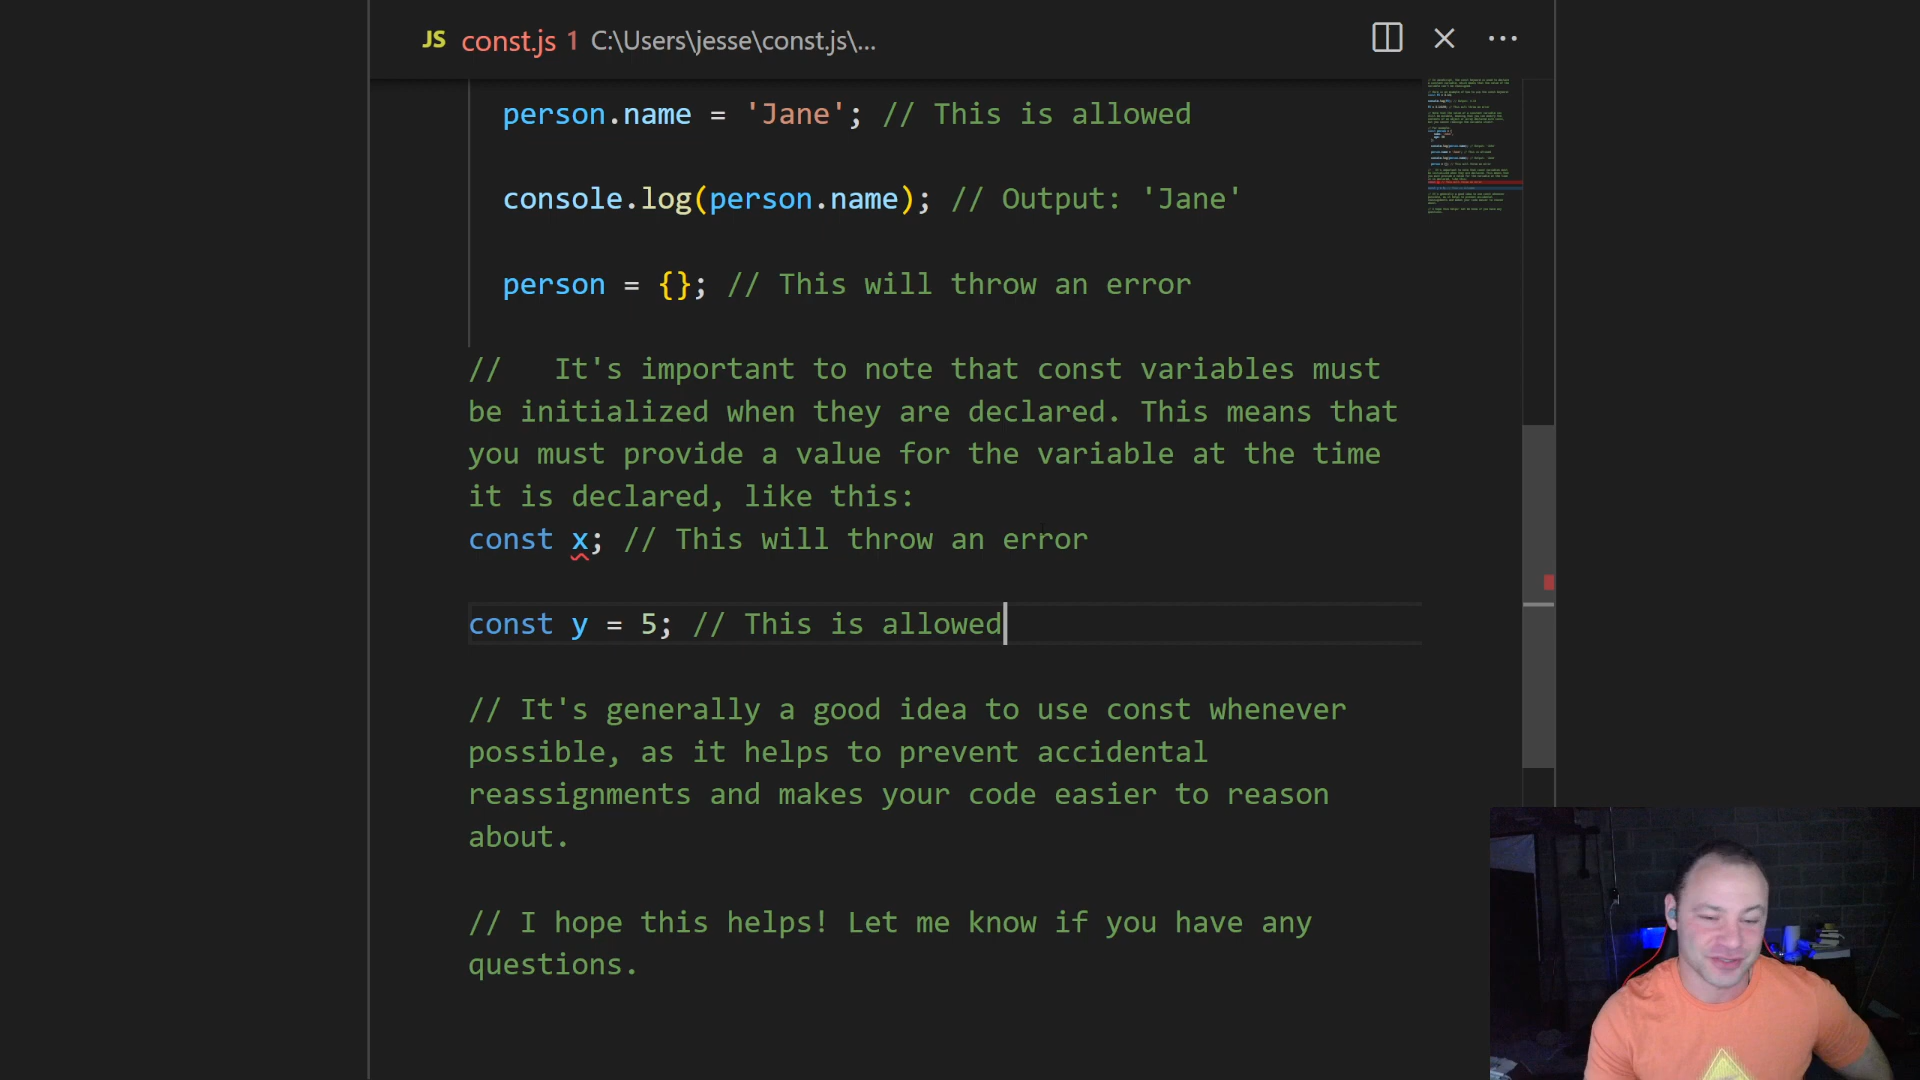 JS const.js 1 C:\Users\jesse\const.js\...
person.name = 'Jane'; // This is allowed
console.log(person.name); // Output: 'Jane'
person = {}; // This will throw an error
//   It's important to note that const variables must
be initialized when they are declared. This means that
you must provide a value for the variable at the time
it is declared, like this:
const x; // This will throw an error
const y = 5; // This is allowed
// It's generally a good idea to use const whenever
possible, as it helps to prevent accidental
reassignments and makes your code easier to reason
about.
// I hope this helps! Let me know if you have any
questions.